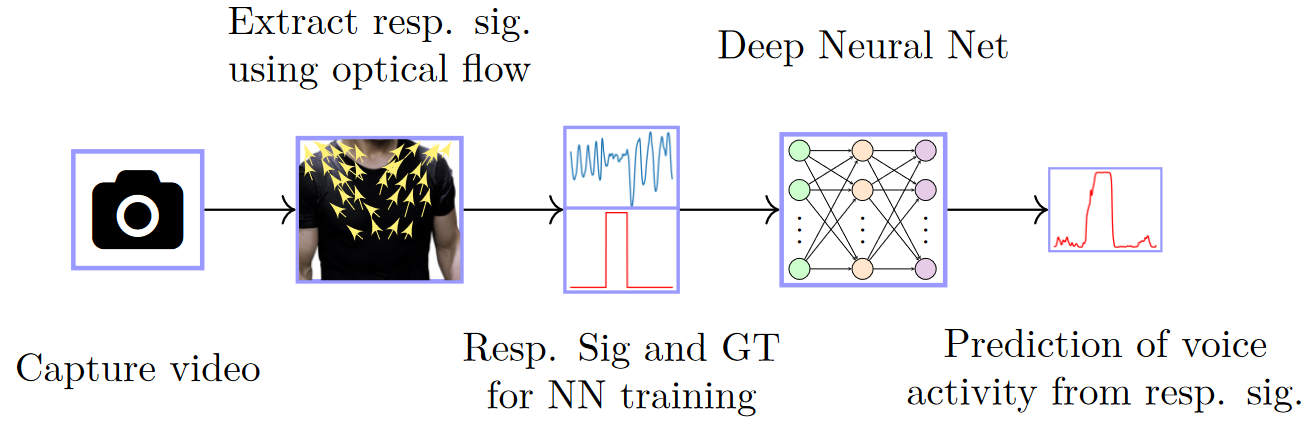 Extract resp. sig.
using optical flow
Deep Neural Net
Capture video
Resp. Sig and GT
for NN training
Prediction of voice
activity from resp. sig.